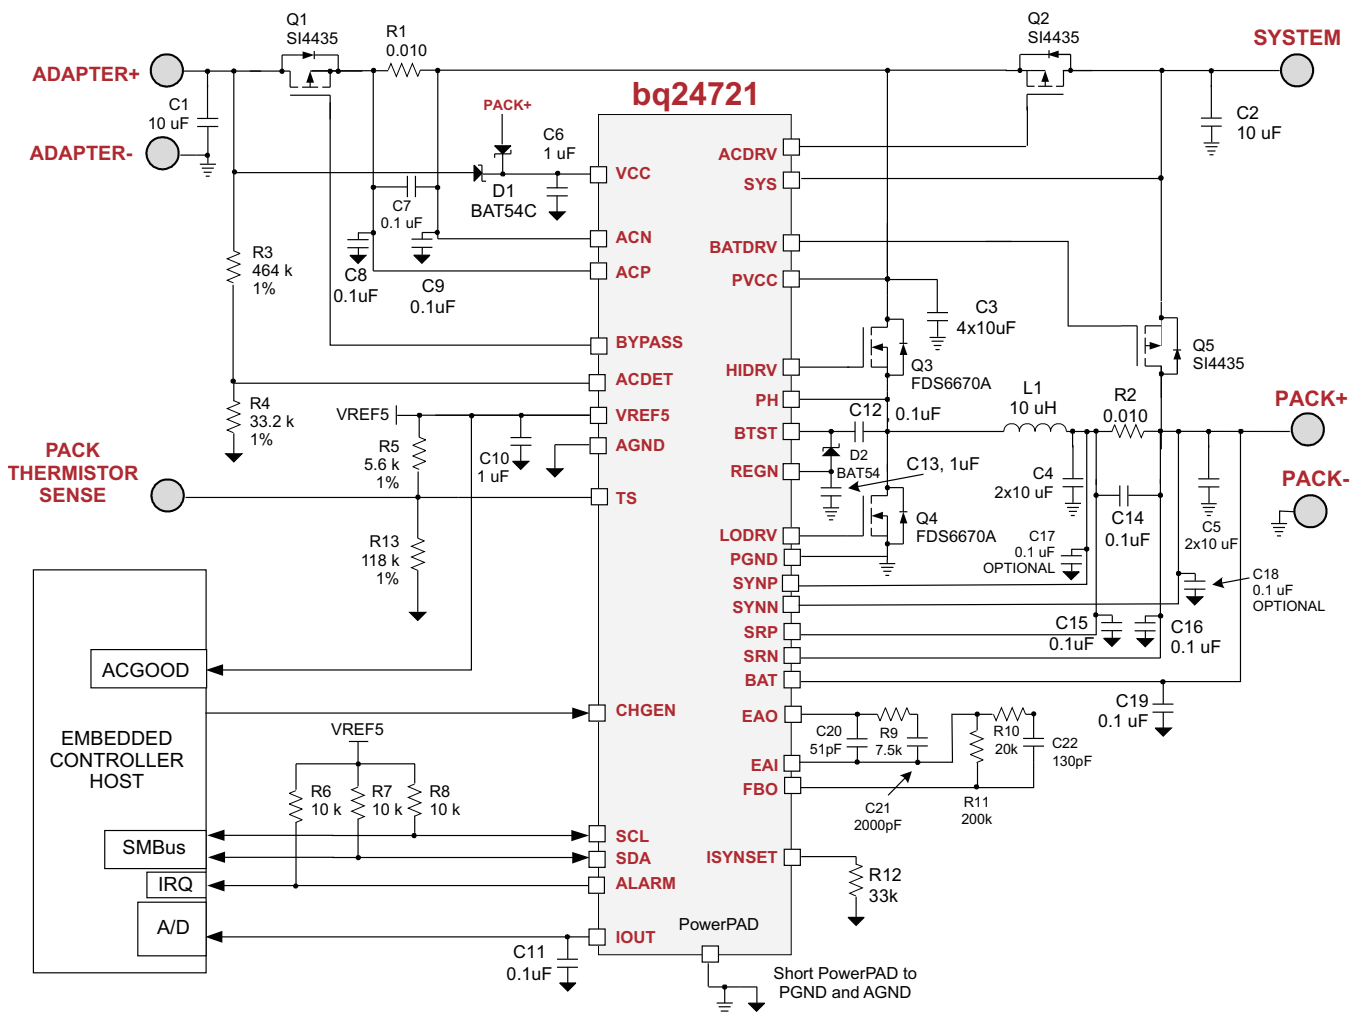 Q1
SI4435
R1
0.010
Q2
SI4435
SYSTEM
ADAPTER+
C1
10 uF
ADAPTER-
PACK+
C6
1 uF
bq24721
C2
10 uF
D1
BAT54C
C7
0.1 uF
C8
0.1uF
C9
0.1uF
R3
464 k
1%
R4
33.2 k
1%
VREF5
R5
5.6 k
1%
C10
1 uF
PACK
THERMISTOR
SENSE
R13
118 k
1%
VCC
ACN
ACP
BYPASS
ACDET
VREF5
AGND
TS
CHGEN
SCL
SDA
ALARM
IOUT
ACDRV
SYS
BATDRV
PVCC
HIDRV
PH
BTST
REGN
LODRV
PGND
SYNP
SYNN
SRP
SRN
BAT
EAO
EAI
FBO
ISYNSET
PowerPAD
C3
4x10uF
Q3
FDS6670A
Q5
SI4435
C12
0.1uF
L1
10 uH
R2
0.010
PACK+
D2
BAT54
C13, 1uF
C4
2x10 uF
PACK-
Q4
FDS6670A
C17
0.1 uF
OPTIONAL
C14
0.1uF
C5
2x10 uF
C18
0.1 uF
OPTIONAL
C15
0.1uF
C16
0.1 uF
C19
0.1 uF
C20
51pF
R9
7.5k
R10
20k
C22
130pF
C21
2000pF
R11
200k
R12
33k
ACGOOD
EMBEDDED
CONTROLLER
HOST
VREF5
R6
10 k
R7
10 k
R8
10 k
SMBus
IRQ
A/D
C11
0.1uF
Short PowerPAD to
PGND and AGND